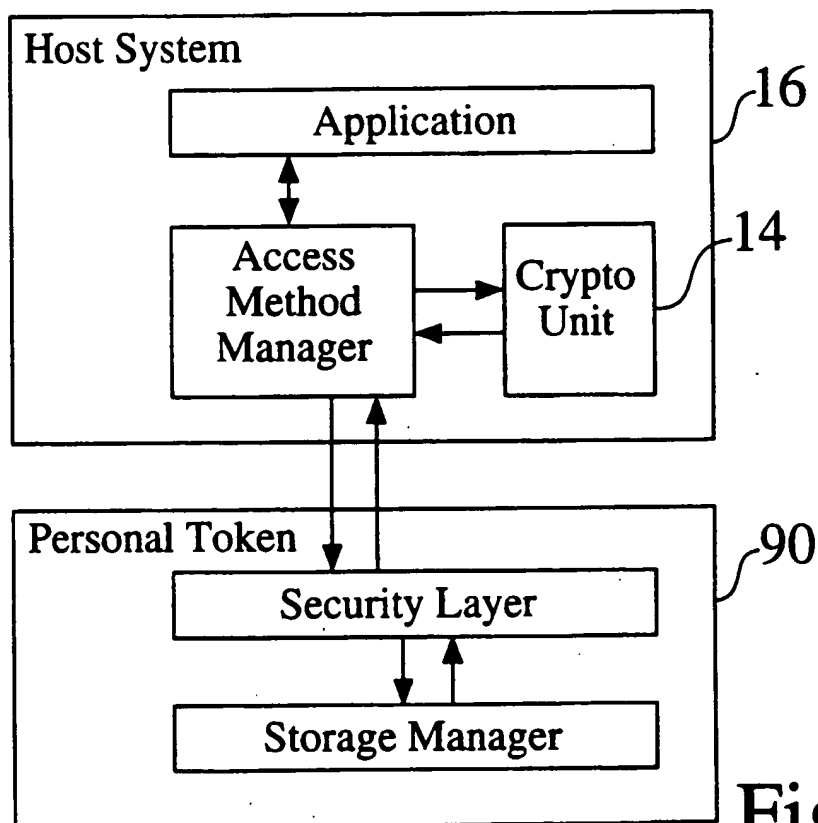 Host System
16
Application
14
Access
Method
Manager
Crypto
Unit
Personal Token
90
Security Layer
Storage Manager